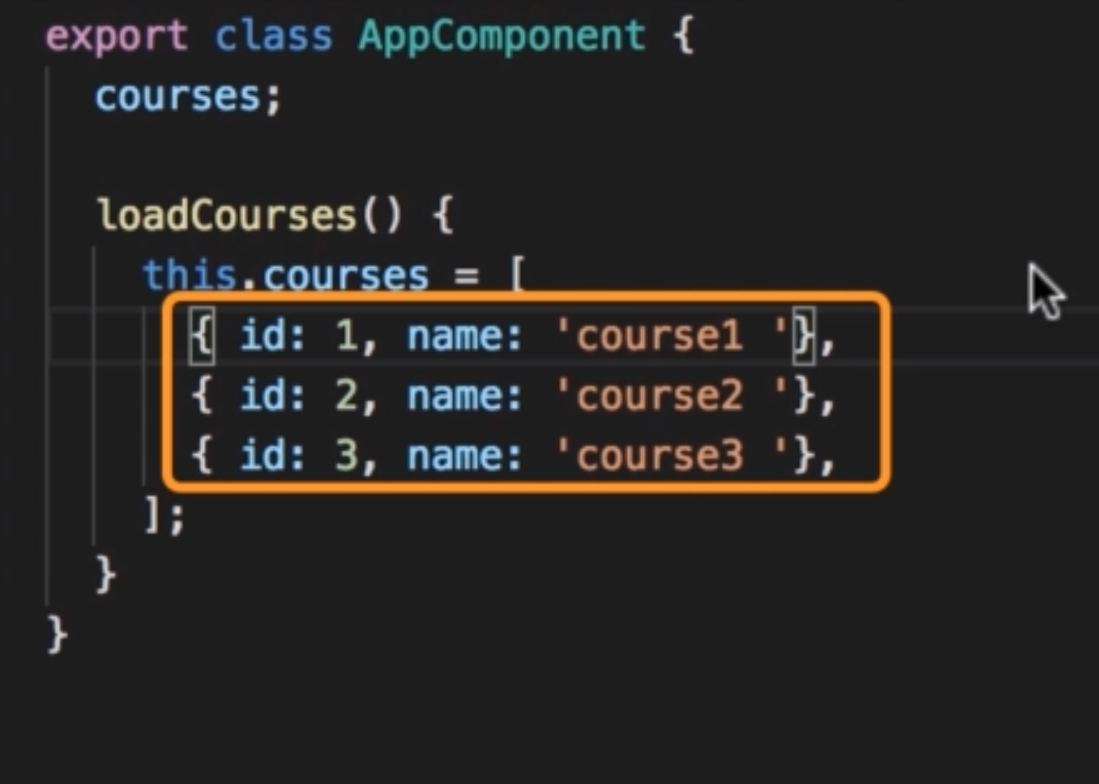 export class AppComponent {
courses;
loadCourses() {
this.courses = [
{ id: 1, name: 'course1 '},
{ id: 2, name: 'course2 '},
{ id: 3, name: 'course3 '},
];
}
}